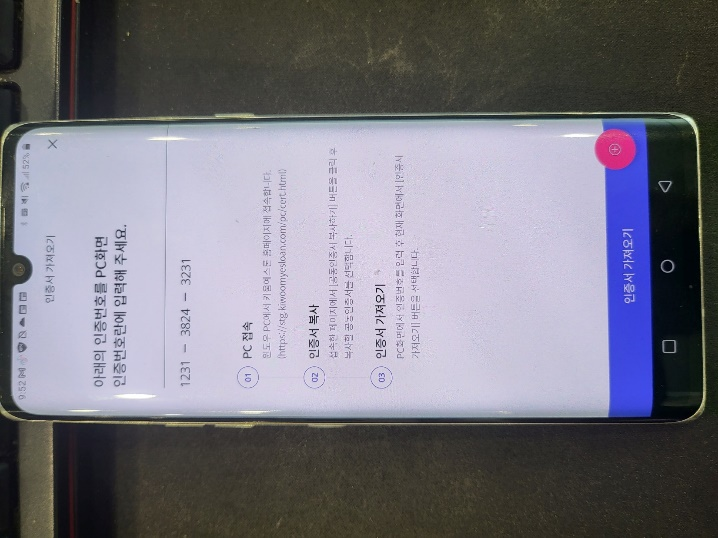 9:52
52%
인증서 가져오기
아래의 인증번호를 PC화면
인증번호란에 입력해 주세요.
1231 - 3824 - 3231
01 PC 접속
윈도우 PC에서 키움예스론 홈페이지에 접속합니다.
(https://stg.kiwoomyesloan.com/pc/cert.html)
02 인증서 복사
접속한 페이지에서 [공동인증서 복사하기] 버튼을 클릭 후
복사할 공동인증서를 선택합니다.
03 인증서 가져오기
PC화면에서 인증번호를 입력 후 현재 화면에서 [인증서
가져오기] 버튼을 선택합니다.
인증서 가져오기